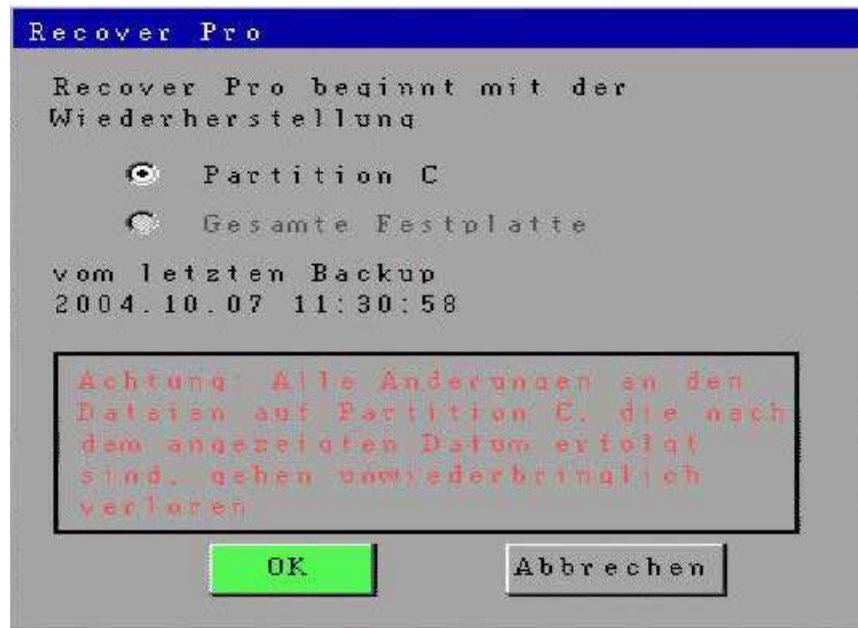 Recover Pro
Recover Pro beginnt mit der
Wiederherstellung
Partition C
Gesamte Festplatte
vom letzten Backup
2004.10.07 11:30:58
Achtung: Alle Änderungen an den
Dateien auf Partition C, die nach
dem angezeigten Datum erfolgt
sind, gehen unwiederbringlich
verloren
OK
Abbrechen